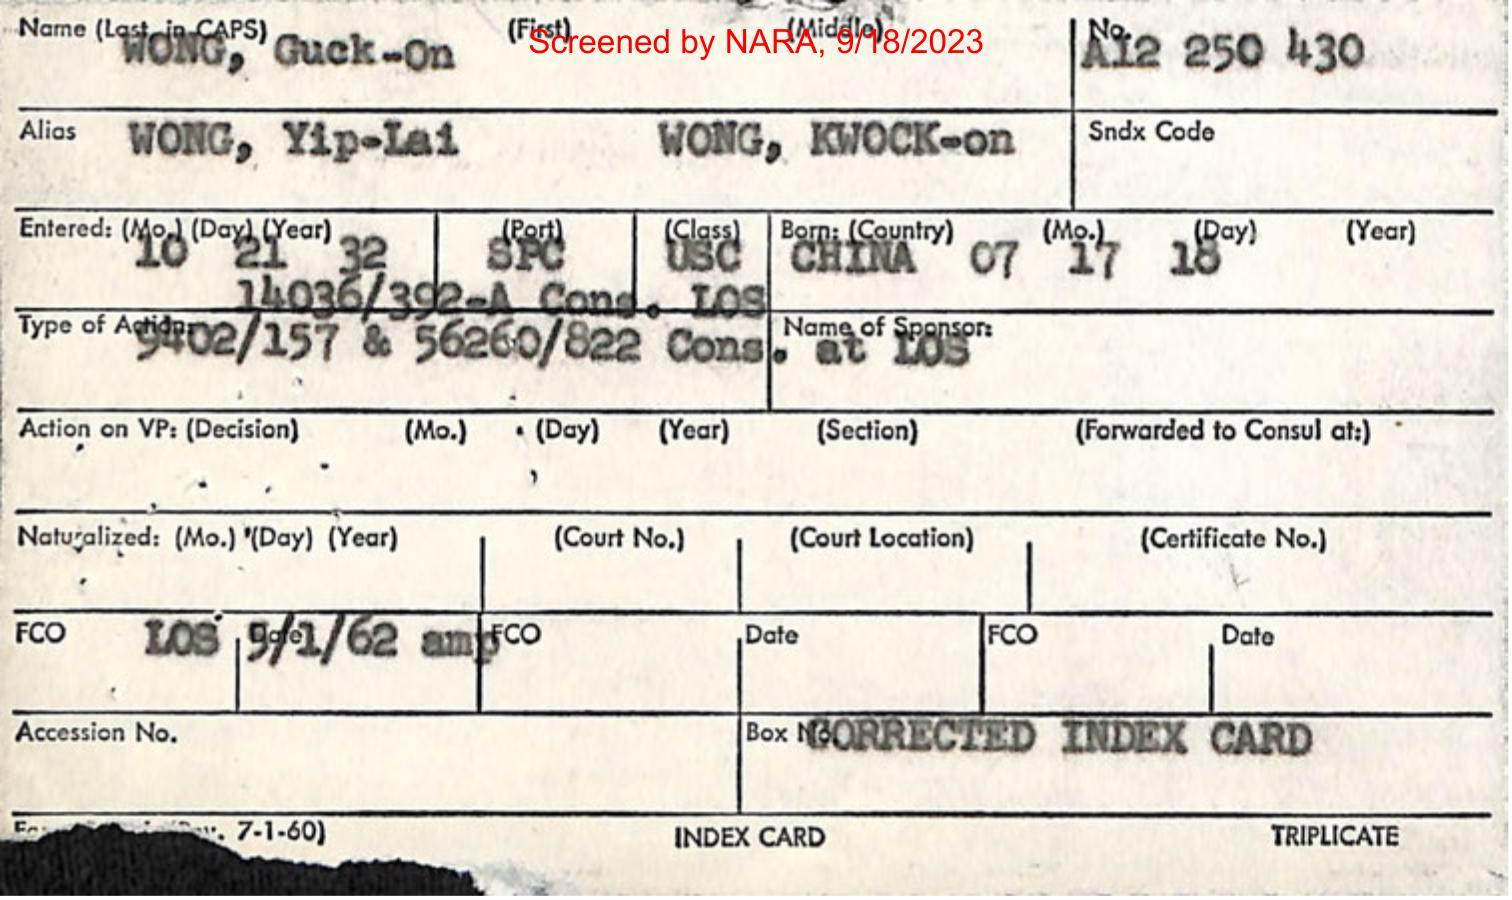 Name (Last in CAPS) (First) (Middle) No.
Screened by NARA, 9/18/2023
WONG, Guck-On A12 250 430
Alias WONG, Yip-Lai WONG, KWOCK-on Sndx Code
Entered: (Mo.) (Day) (Year) (Port) (Class) Born: (Country) (Mo.) (Day) (Year)
10 21 32 SPC USC CHINA 07 17 18
14036/392-A Cons. LOS
Type of Action: Name of Sponsor:
9402/157 & 56260/822 Cons. at LOS
Action on VP: (Decision) (Mo.) (Day) (Year) (Section) (Forwarded to Consul at:)
Naturalized: (Mo.) (Day) (Year) (Court No.) (Court Location) (Certificate No.)
FCO LOS Date 9/1/62 amp FCO Date FCO Date
Accession No. Box No. CORRECTED INDEX CARD
7-1-60) INDEX CARD TRIPLICATE